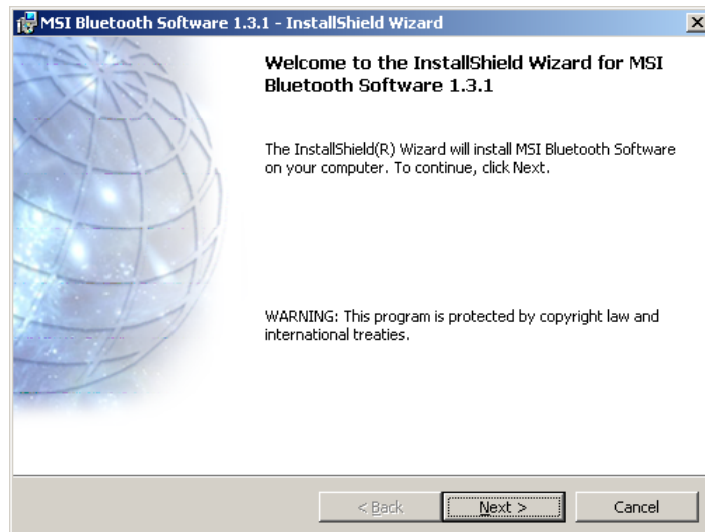 MSI Bluetooth Software 1.3.1 - InstallShield Wizard
Welcome to the InstallShield Wizard for MSI
Bluetooth Software 1.3.1
The InstallShield(R) Wizard will install MSI Bluetooth Software
on your computer. To continue, click Next.
WARNING: This program is protected by copyright law and
international treaties.
< Back Next > Cancel